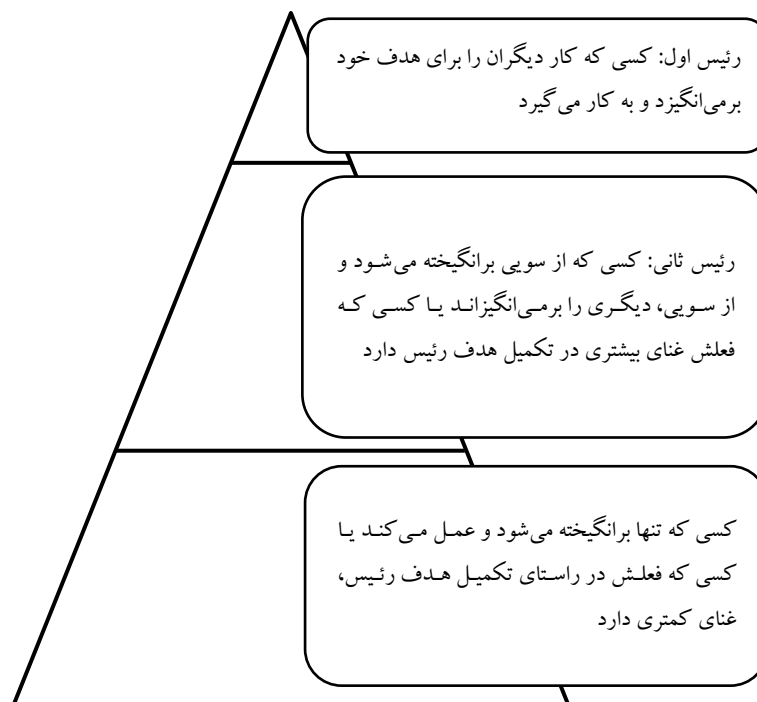 رئیس اول: کسی که کار دیگران را برای هدف خود
برمی‌انگیزد و به کار می‌گیرد
رئیس ثانی: کسی که از سویی برانگیخته می‌شود و
از سویی، دیگری را برمی‌انگیزاند یا کسی که
فعلش غنای بیشتری در تکمیل هدف رئیس دارد
کسی که تنها برانگیخته می‌شود و عمل می‌کند یا
کسی که فعلش در راستای تکمیل هدف رئیس،
غنای کمتری دارد